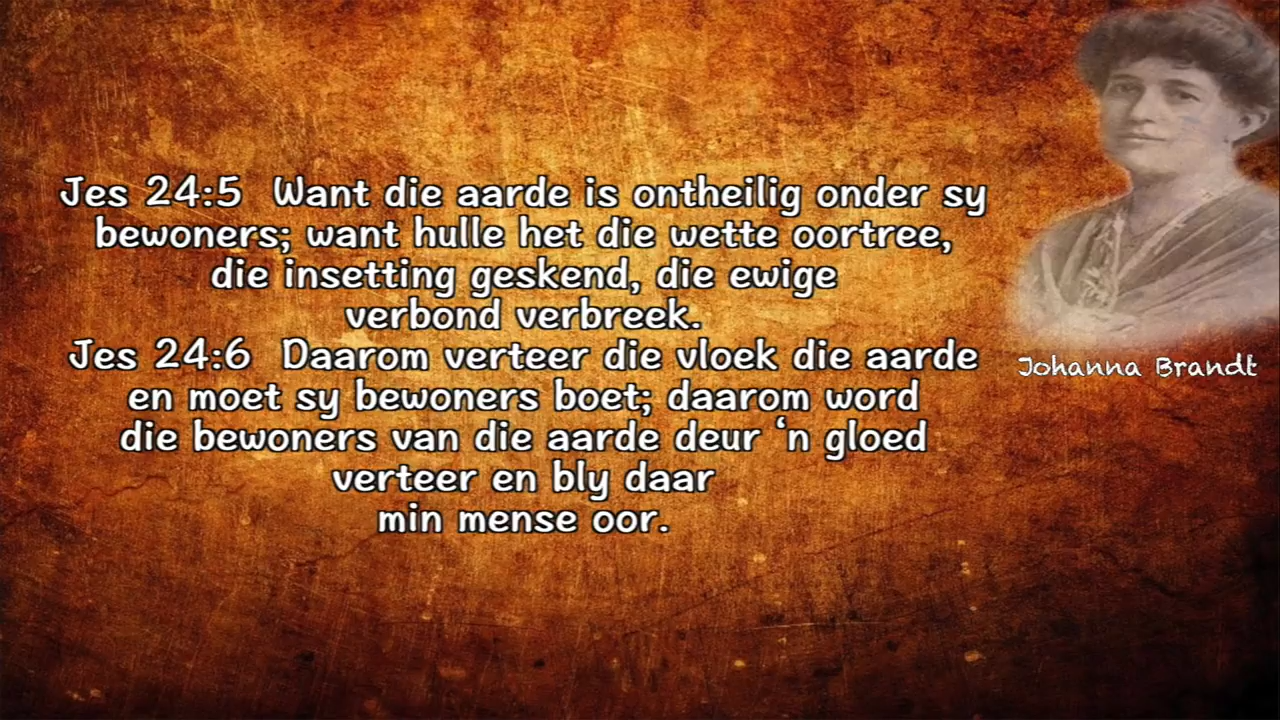 Jes 24:5 Want die aarde is ontheilig onder sy
bewoners; want hulle het die wette oortree,
die insetting geskend, die ewige
verbond verbreek.
Jes 24:6 Daarom verteer die vloek die aarde
en moet sy bewoners boet; daarom word
die bewoners van die aarde deur ‘n gloed
verteer en bly daar
min mense oor.
Johanna Brandt